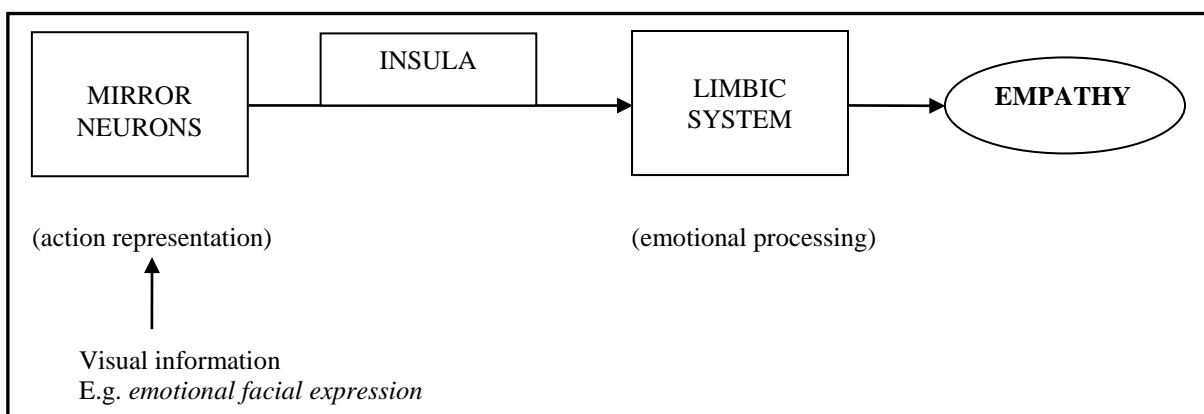 MIRROR
NEURONS
INSULA
LIMBIC
SYSTEM
EMPATHY
(action representation)
(emotional processing)
Visual information
E.g. emotional facial expression